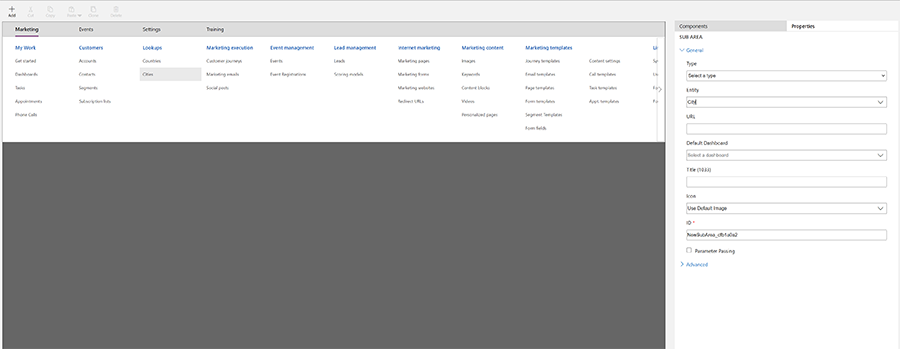 Add Cut Copy Paste Clone Delete
Marketing Events Settings Training
My Work Customers Lookups Marketing execution Event management Lead management Internet marketing Marketing content Marketing templates
Get started Accounts Countries Customer journeys Events Leads Marketing pages Images Journey templates Content settings
Dashboards Contacts Cities Marketing emails Event Registrations Scoring models Marketing forms Keywords Email templates Call templates
Tasks Segments Social posts Marketing websites Content blocks Page templates Task templates
Appointments Subscription lists Redirect URLs Videos Form templates Appt templates
Phone Calls Personalized pages Segment Templates
Form fields
Components Properties
SUB AREA
General
Type
Select a type
Entity
City
URL
Default Dashboard
Select a dashboard
Title (1033)
Icon
Use Default Image
ID *
Parameter Passing
Advanced